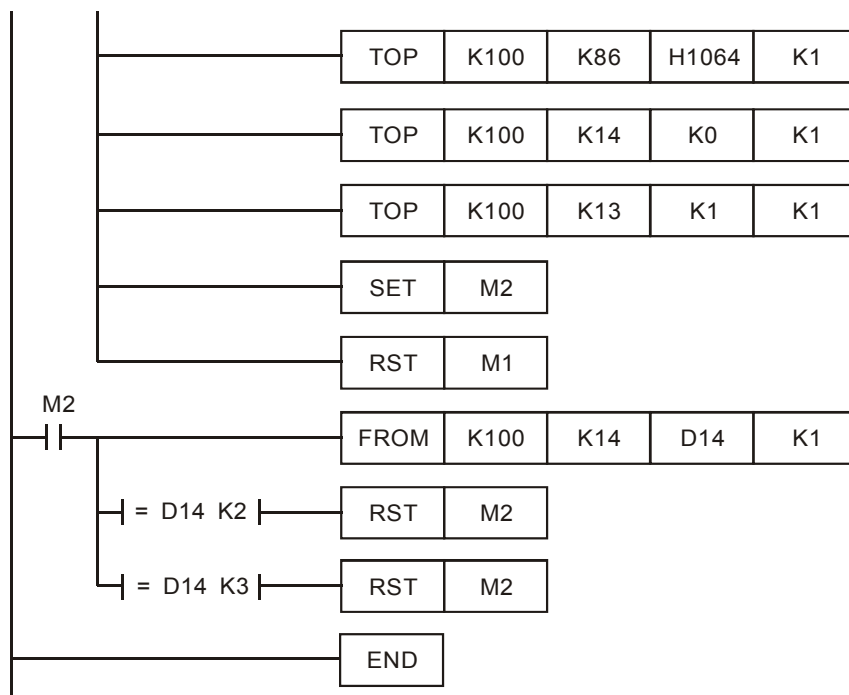 TOP K100 K86 H1064 K1
TOP K100 K14 K0 K1
TOP K100 K13 K1 K1
SET M2
RST M1
M2
FROM K100 K14 D14 K1
= D14 K2 RST M2
= D14 K3 RST M2
END